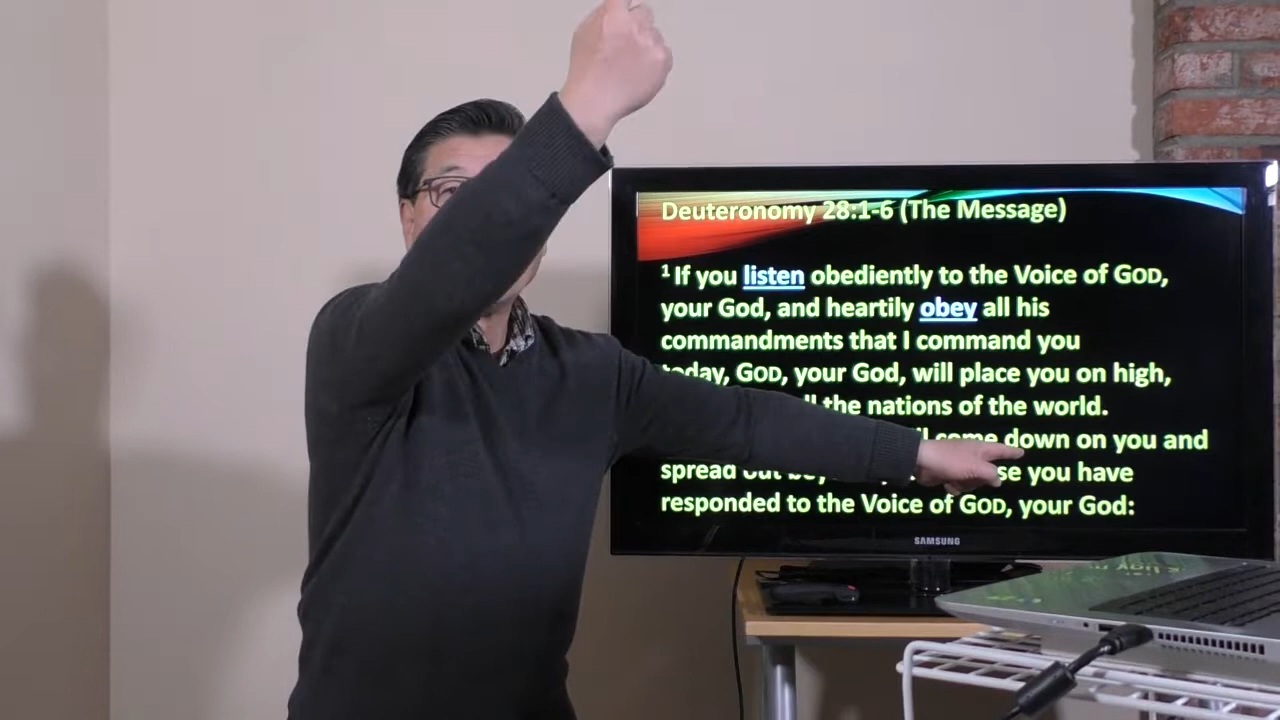 Deuteronomy 28:1-6 (The Message)
1 If you listen obediently to the Voice of GOD,
your God, and heartily obey all his
commandments that I command you
today, GOD, your God, will place you on high,
the nations of the world.
come down on you and
spread out you have
responded to the Voice of GOD, your God:
SAMSUNG